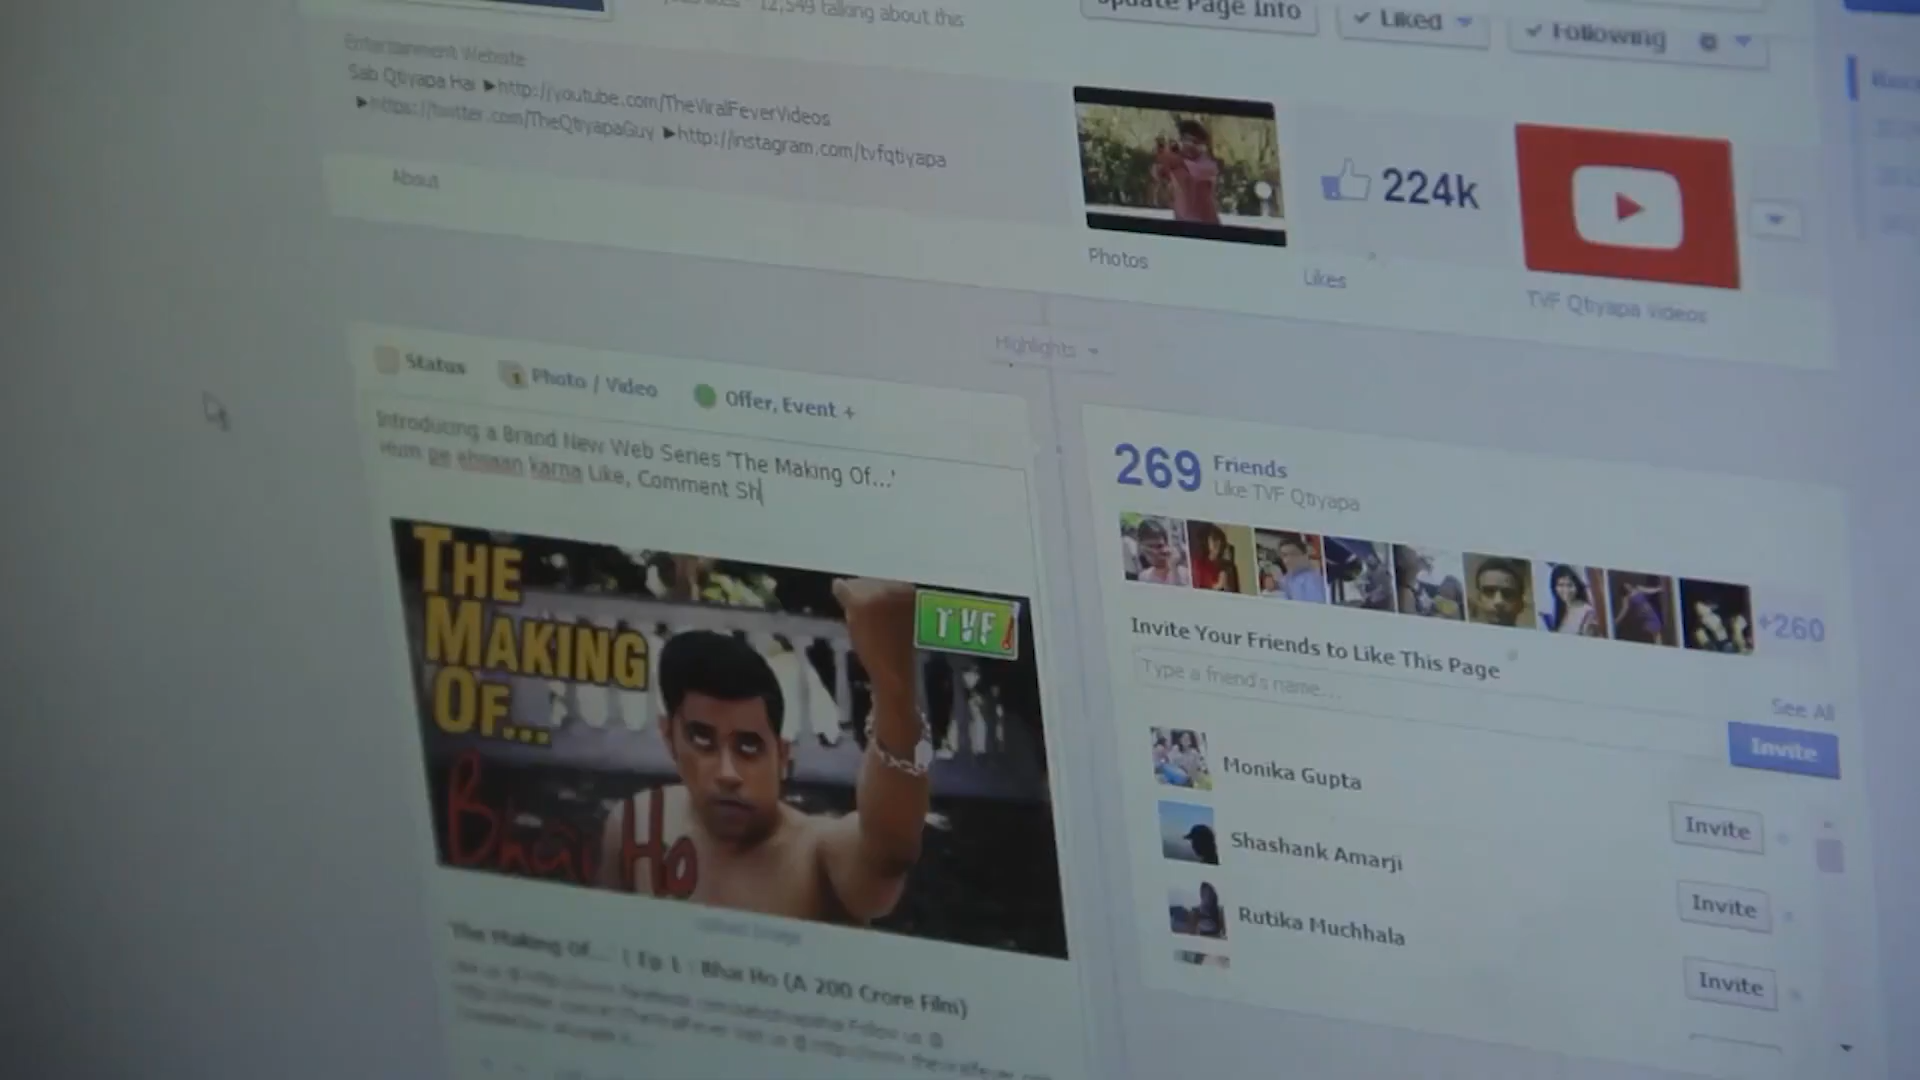 12,549 talking about this
Update Page Info
Liked
Following
Entertainment Website
Sab Qtiyapa Hai ►http://youtube.com/TheViralFeverVideos
►https://twitter.com/TheQtiyapaGuy ►http://instagram.com/tvfqtiyapa
About
Photos
224k
Likes
TVF Qtiyapa videos
Highlights
Status
Photo / Video
Offer, Event +
Introducing a Brand New Web Series 'The Making Of...'
Hum pe ehsaan karna Like, Comment Sh
THE
MAKING
OF...
TVF!
Bhai Ho
The Making Of... | Ep 1 : Bhai Ho (A 200 Crore Film)
269 Friends
Like TVF Qtiyapa
+260
Invite Your Friends to Like This Page
Type a friend's name...
See All
Invite
Monika Gupta
Invite
Shashank Amarji
Invite
Rutika Muchhala
Invite